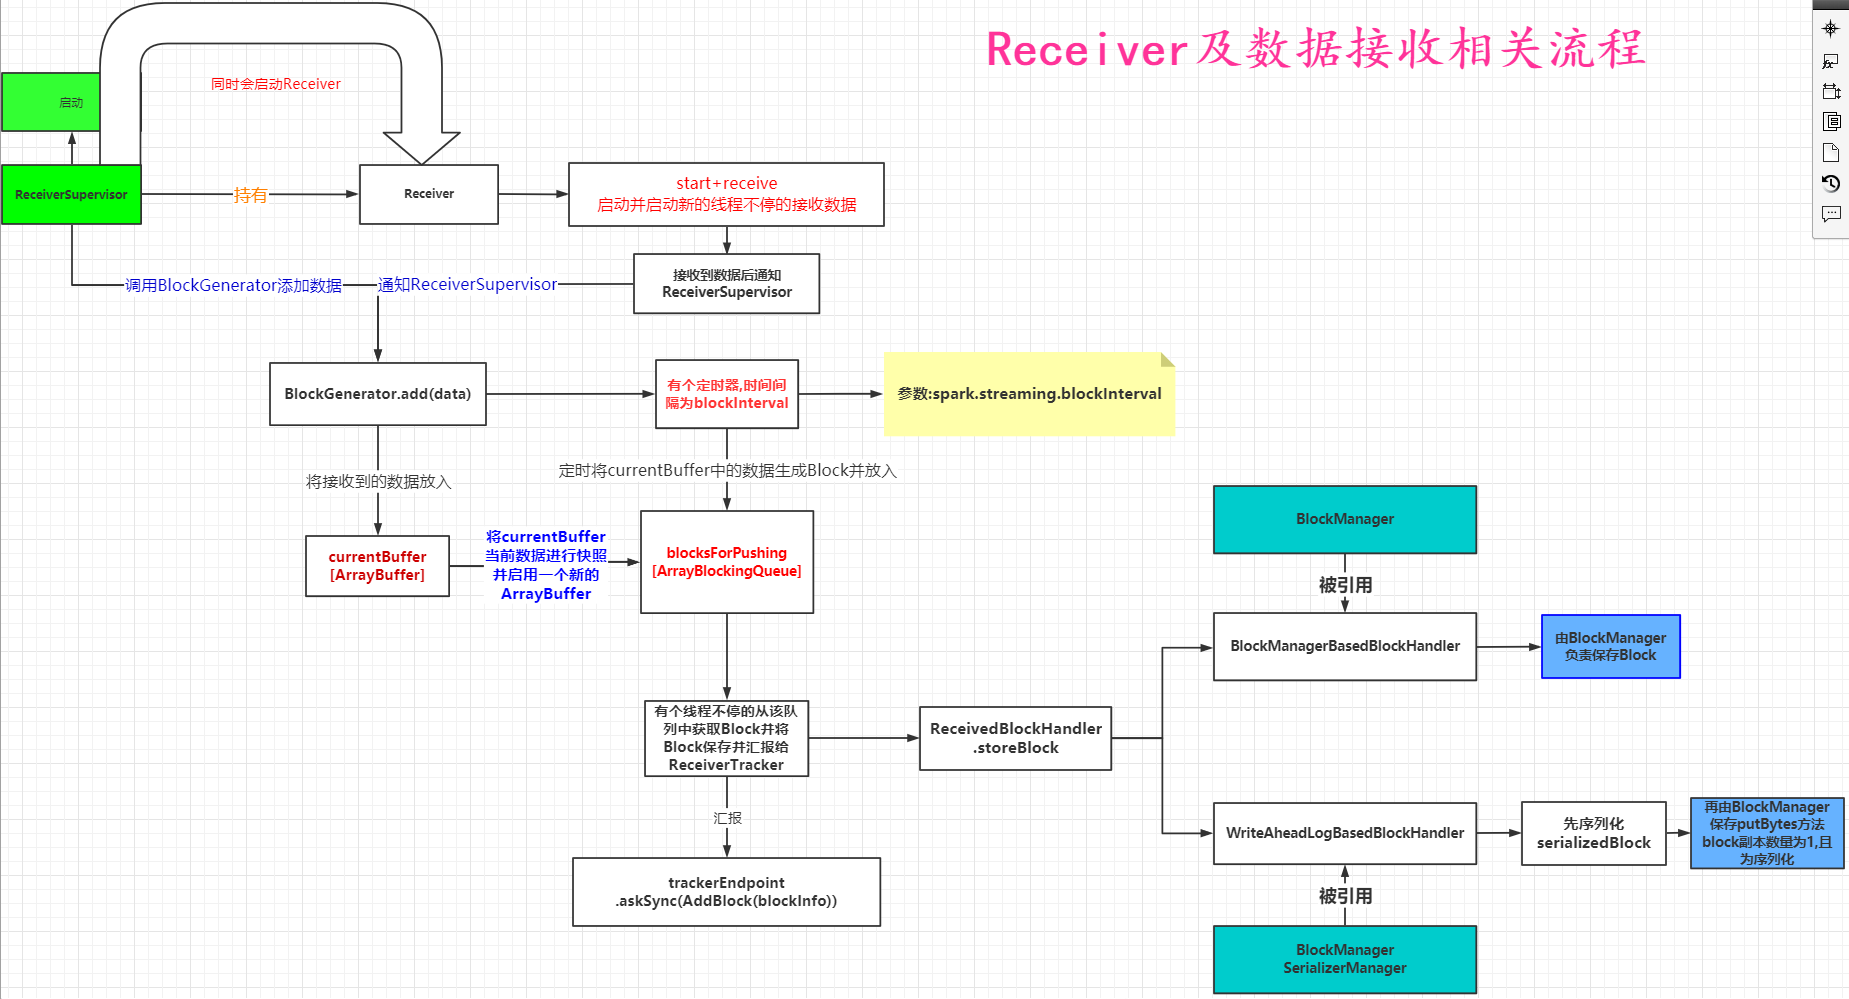 Receiver及数据接收相关流程
同时会启动Receiver
启动
ReceiverSupervisor
持有
Receiver
start+receive
启动并启动新的线程不停的接收数据
接收到数据后通知
ReceiverSupervisor
调用BlockGenerator添加数据
通知ReceiverSupervisor
BlockGenerator.add(data)
有个定时器,时间间
隔为blockInterval
参数:spark.streaming.blockInterval
将接收到的数据放入
定时将currentBuffer中的数据生成Block并放入
currentBuffer
[ArrayBuffer]
将currentBuffer
当前数据进行快照
并启用一个新的
ArrayBuffer
blocksForPushing
[ArrayBlockingQueue]
BlockManager
被引用
BlockManagerBasedBlockHandler
由BlockManager
负责保存Block
有个线程不停的从该队
列中获取Block并将
Block保存并汇报给
ReceiverTracker
ReceivedBlockHandler
.storeBlock
汇报
trackerEndpoint
.askSync(AddBlock(blockInfo))
WriteAheadLogBasedBlockHandler
先序列化
serializedBlock
再由BlockManager
保存putBytes方法
block副本数量为1,且
为序列化
被引用
BlockManager
SerializerManager